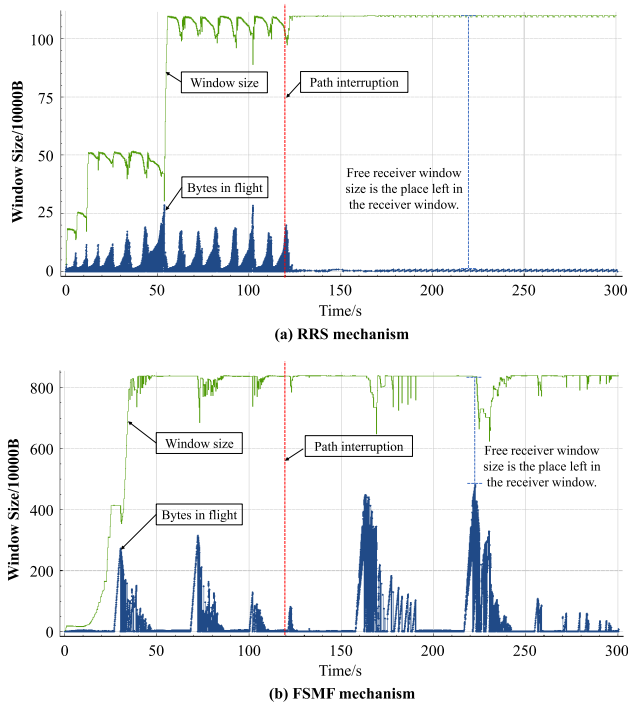 Window Size/10000B
100
75
50
25
0
Window size
Path interruption
Bytes in flight
Free receiver window
size is the place left in
the receiver window.
0
50
100
150
200
250
300
Time/s
(a) RRS mechanism
Window Size/10000B
800
600
400
200
0
Window size
Path interruption
Bytes in flight
Free receiver window
size is the place left in
the receiver window.
0
50
100
150
200
250
300
Time/s
(b) FSMF mechanism